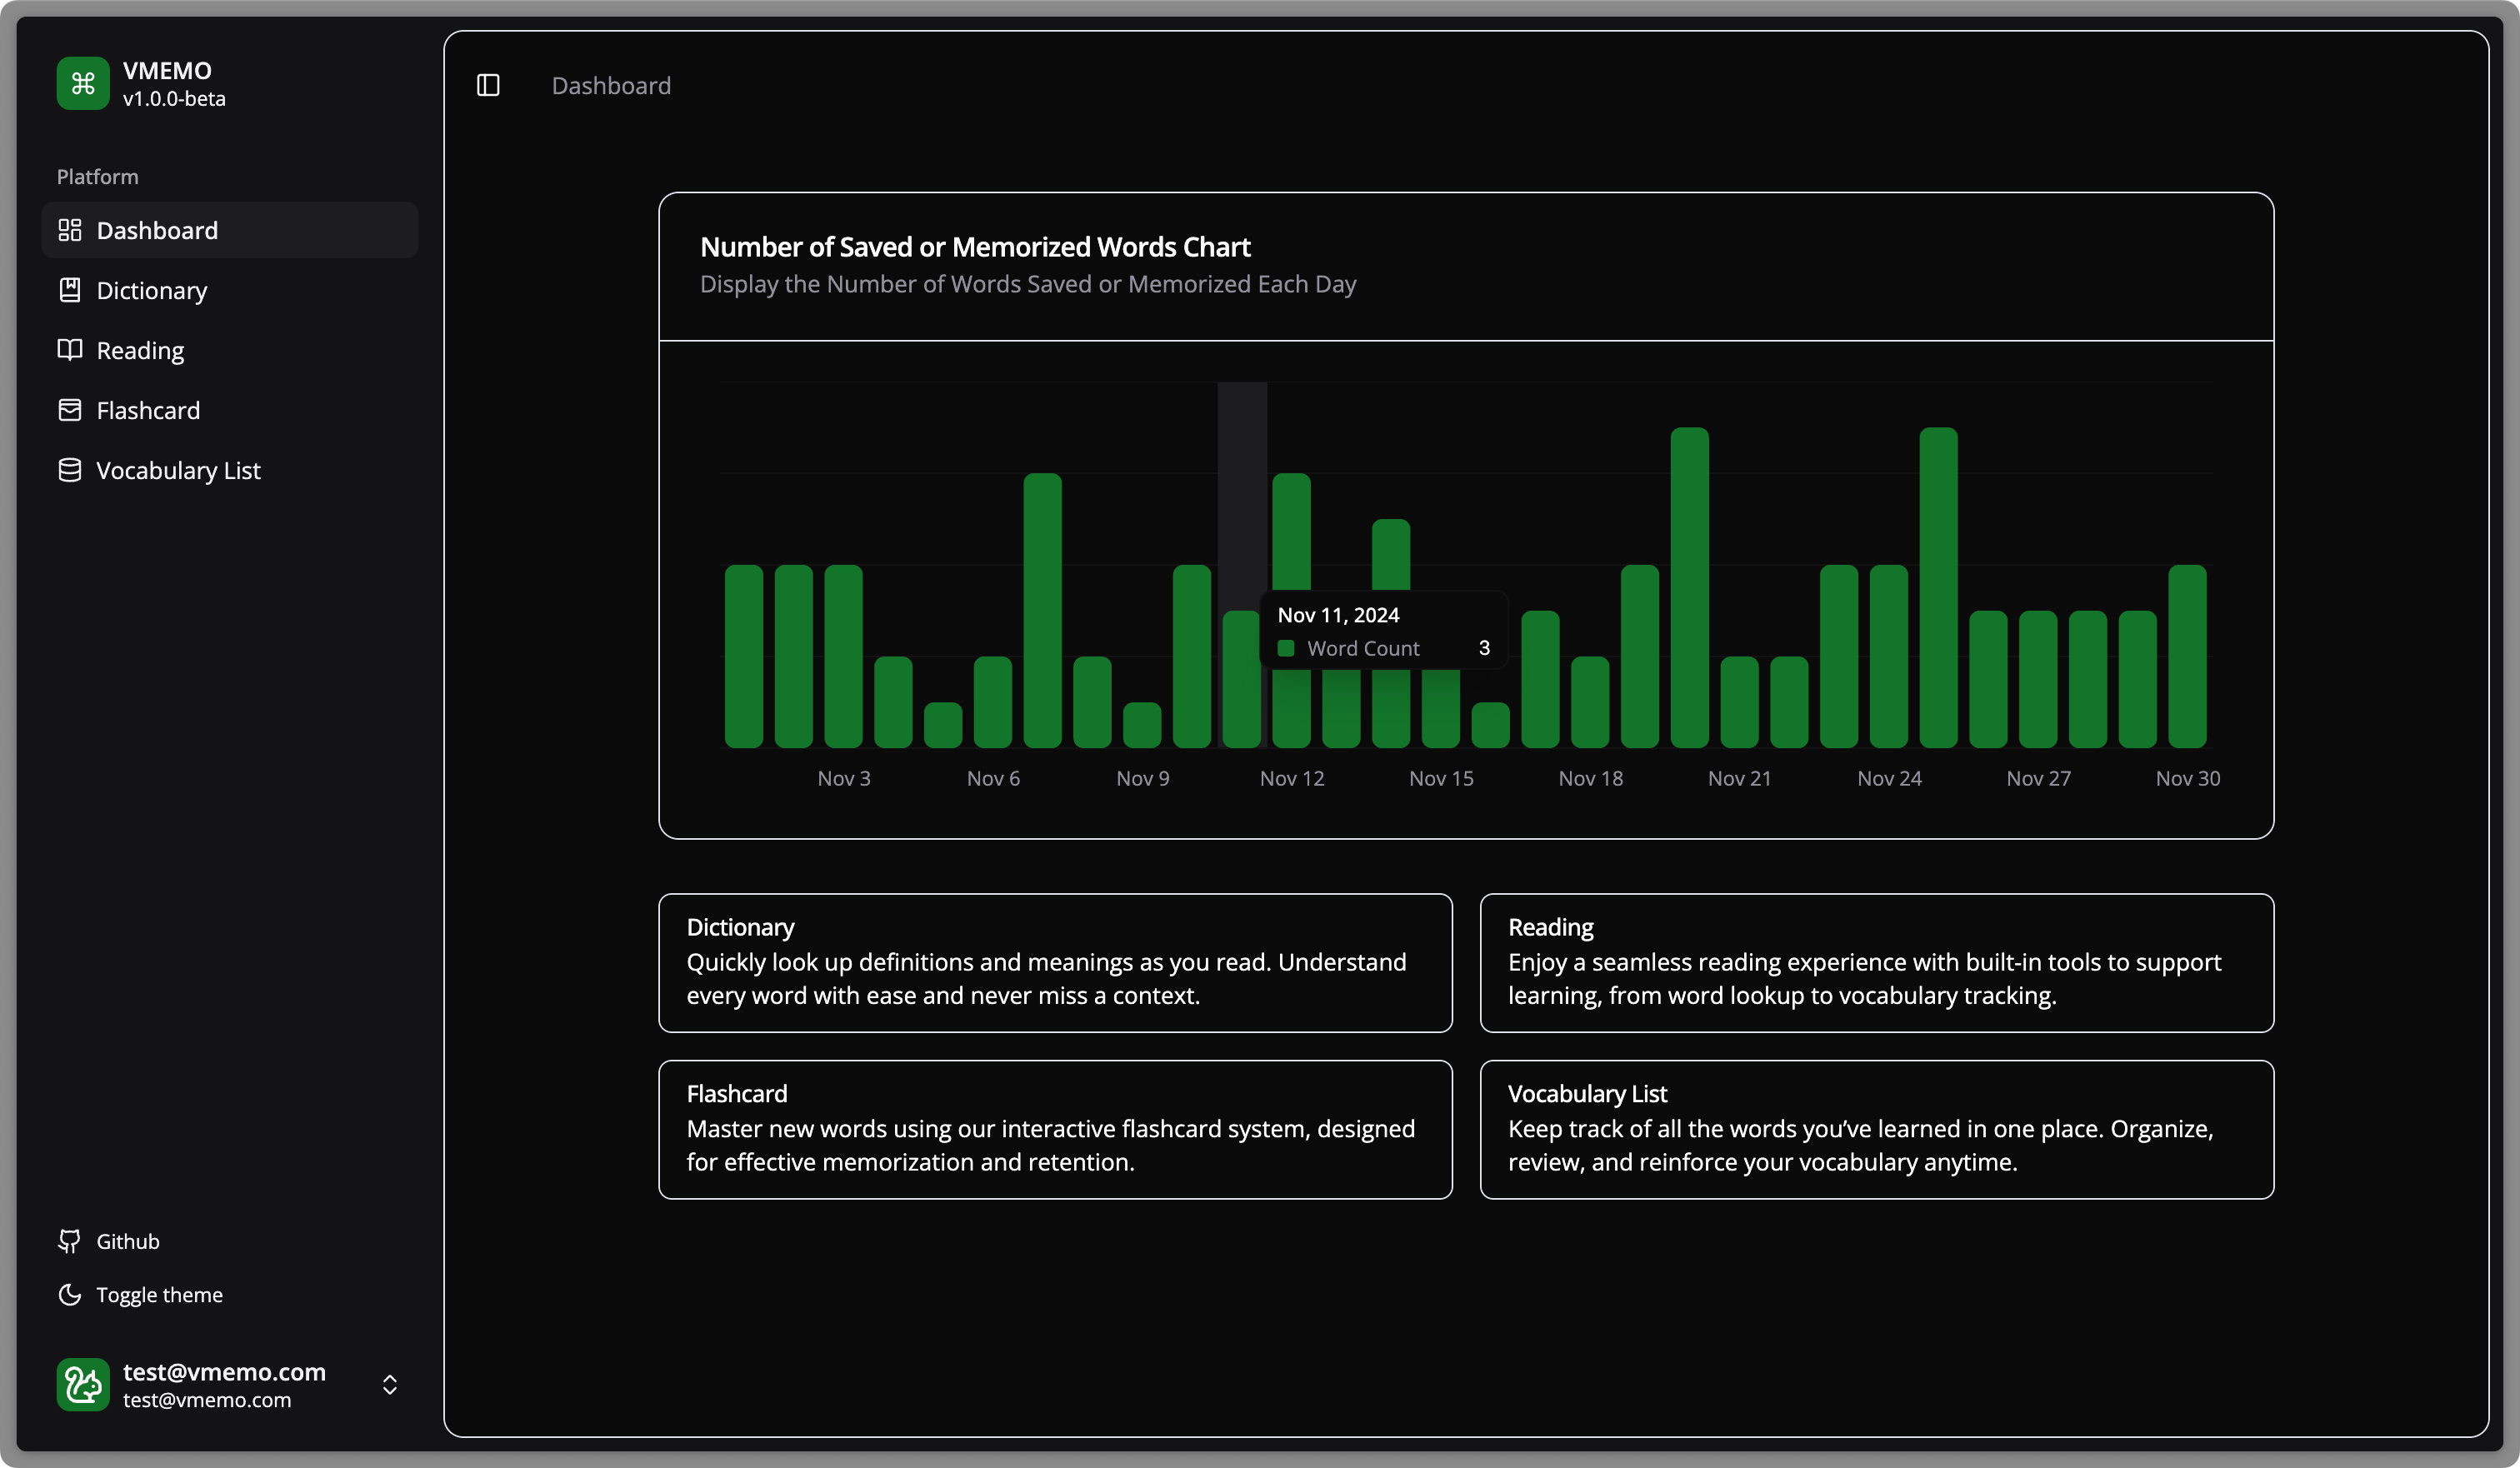 VMEMO
v1.0.0-beta
Platform
Dashboard
Dictionary
Reading
Flashcard
Vocabulary List
Github
Toggle theme
test@vmemo.com
test@vmemo.com
Dashboard
Number of Saved or Memorized Words Chart
Display the Number of Words Saved or Memorized Each Day
Nov 11, 2024
Word Count 3
Nov 3 Nov 6 Nov 9 Nov 12 Nov 15 Nov 18 Nov 21 Nov 24 Nov 27 Nov 30
Dictionary
Quickly look up definitions and meanings as you read. Understand
every word with ease and never miss a context.
Reading
Enjoy a seamless reading experience with built-in tools to support
learning, from word lookup to vocabulary tracking.
Flashcard
Master new words using our interactive flashcard system, designed
for effective memorization and retention.
Vocabulary List
Keep track of all the words you’ve learned in one place. Organize,
review, and reinforce your vocabulary anytime.